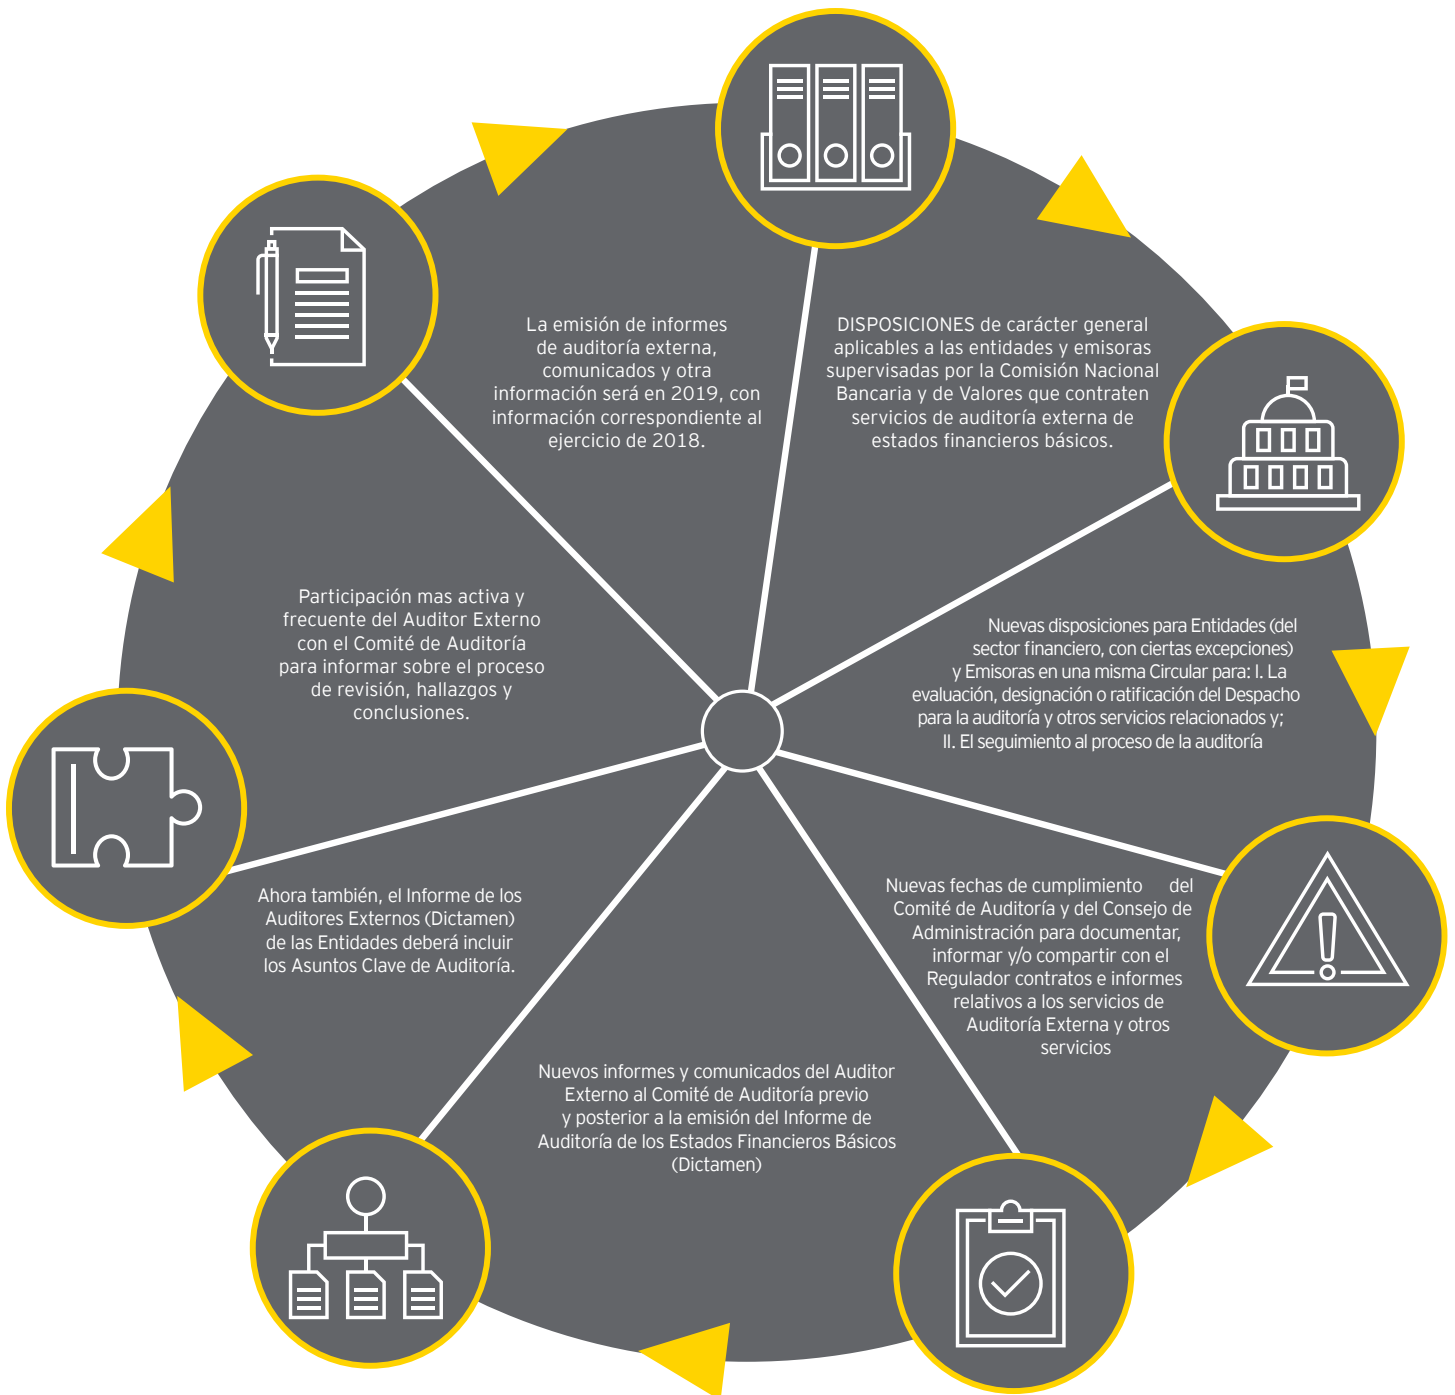 La emisión de informes
de auditoría externa,
comunicados y otra
información será en 2019, con
información correspondiente al
ejercicio de 2018.
DISPOSICIONES de carácter general
aplicables a las entidades y emisoras
supervisadas por la Comisión Nacional
Bancaria y de Valores que contraten
servicios de auditoría externa de
estados financieros básicos.
Nuevas disposiciones para Entidades (del
sector financiero, con ciertas excepciones)
y Emisoras en una misma Circular para: I. La
evaluación, designación o ratificación del Despacho
para la auditoría y otros servicios relacionados y;
II. El seguimiento al proceso de la auditoría
Nuevas fechas de cumplimiento del
Comité de Auditoría y del Consejo de
Administración para documentar,
informar y/o compartir con el
Regulador contratos e informes
relativos a los servicios de
Auditoría Externa y otros
servicios
Nuevos informes y comunicados del Auditor
Externo al Comité de Auditoría previo
y posterior a la emisión del Informe de
Auditoría de los Estados Financieros Básicos
(Dictamen)
Ahora también, el Informe de los
Auditores Externos (Dictamen)
de las Entidades deberá incluir
los Asuntos Clave de Auditoría.
Participación mas activa y
frecuente del Auditor Externo
con el Comité de Auditoría
para informar sobre el proceso
de revisión, hallazgos y
conclusiones.